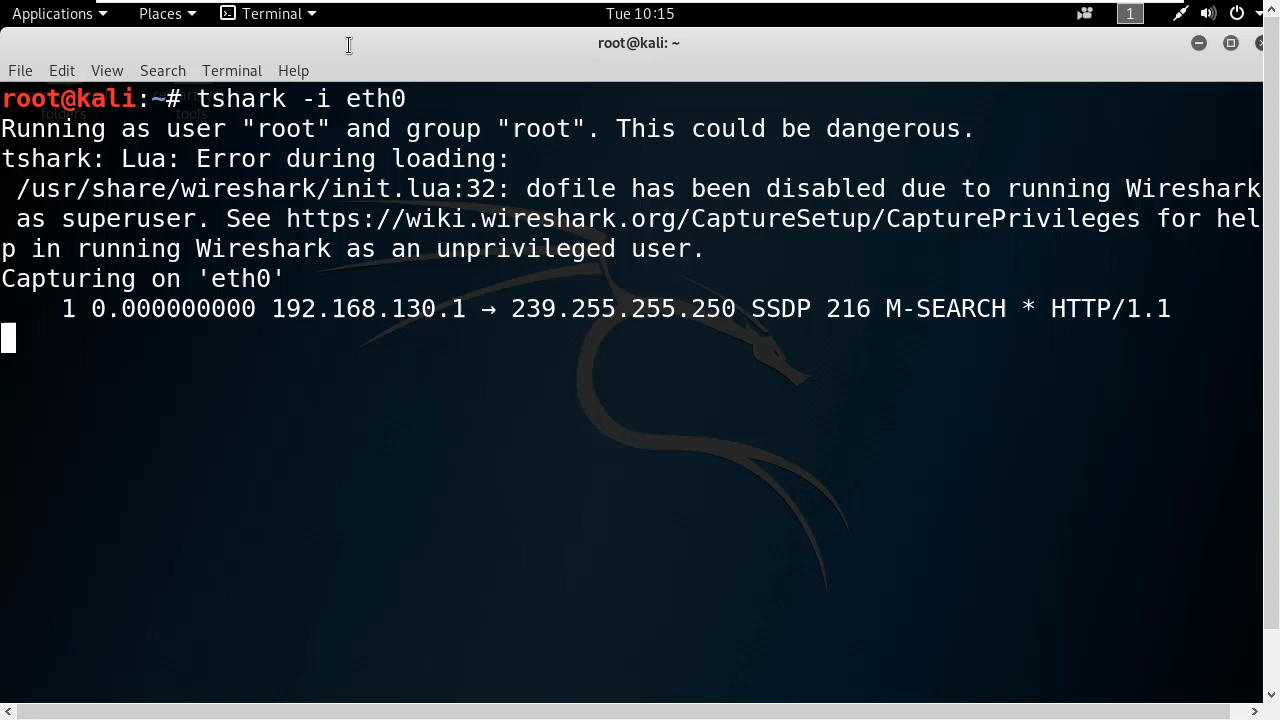 Applications Places Terminal Tue 10:15 1
root@kali: ~
File Edit View Search Terminal Help
root@kali:~# tshark -i eth0
folders tools
Running as user "root" and group "root". This could be dangerous.
tshark: Lua: Error during loading:
 /usr/share/wireshark/init.lua:32: dofile has been disabled due to running Wireshark
 as superuser. See https://wiki.wireshark.org/CaptureSetup/CapturePrivileges for hel
p in running Wireshark as an unprivileged user.
Capturing on 'eth0'
    1 0.000000000 192.168.130.1 → 239.255.255.250 SSDP 216 M-SEARCH * HTTP/1.1